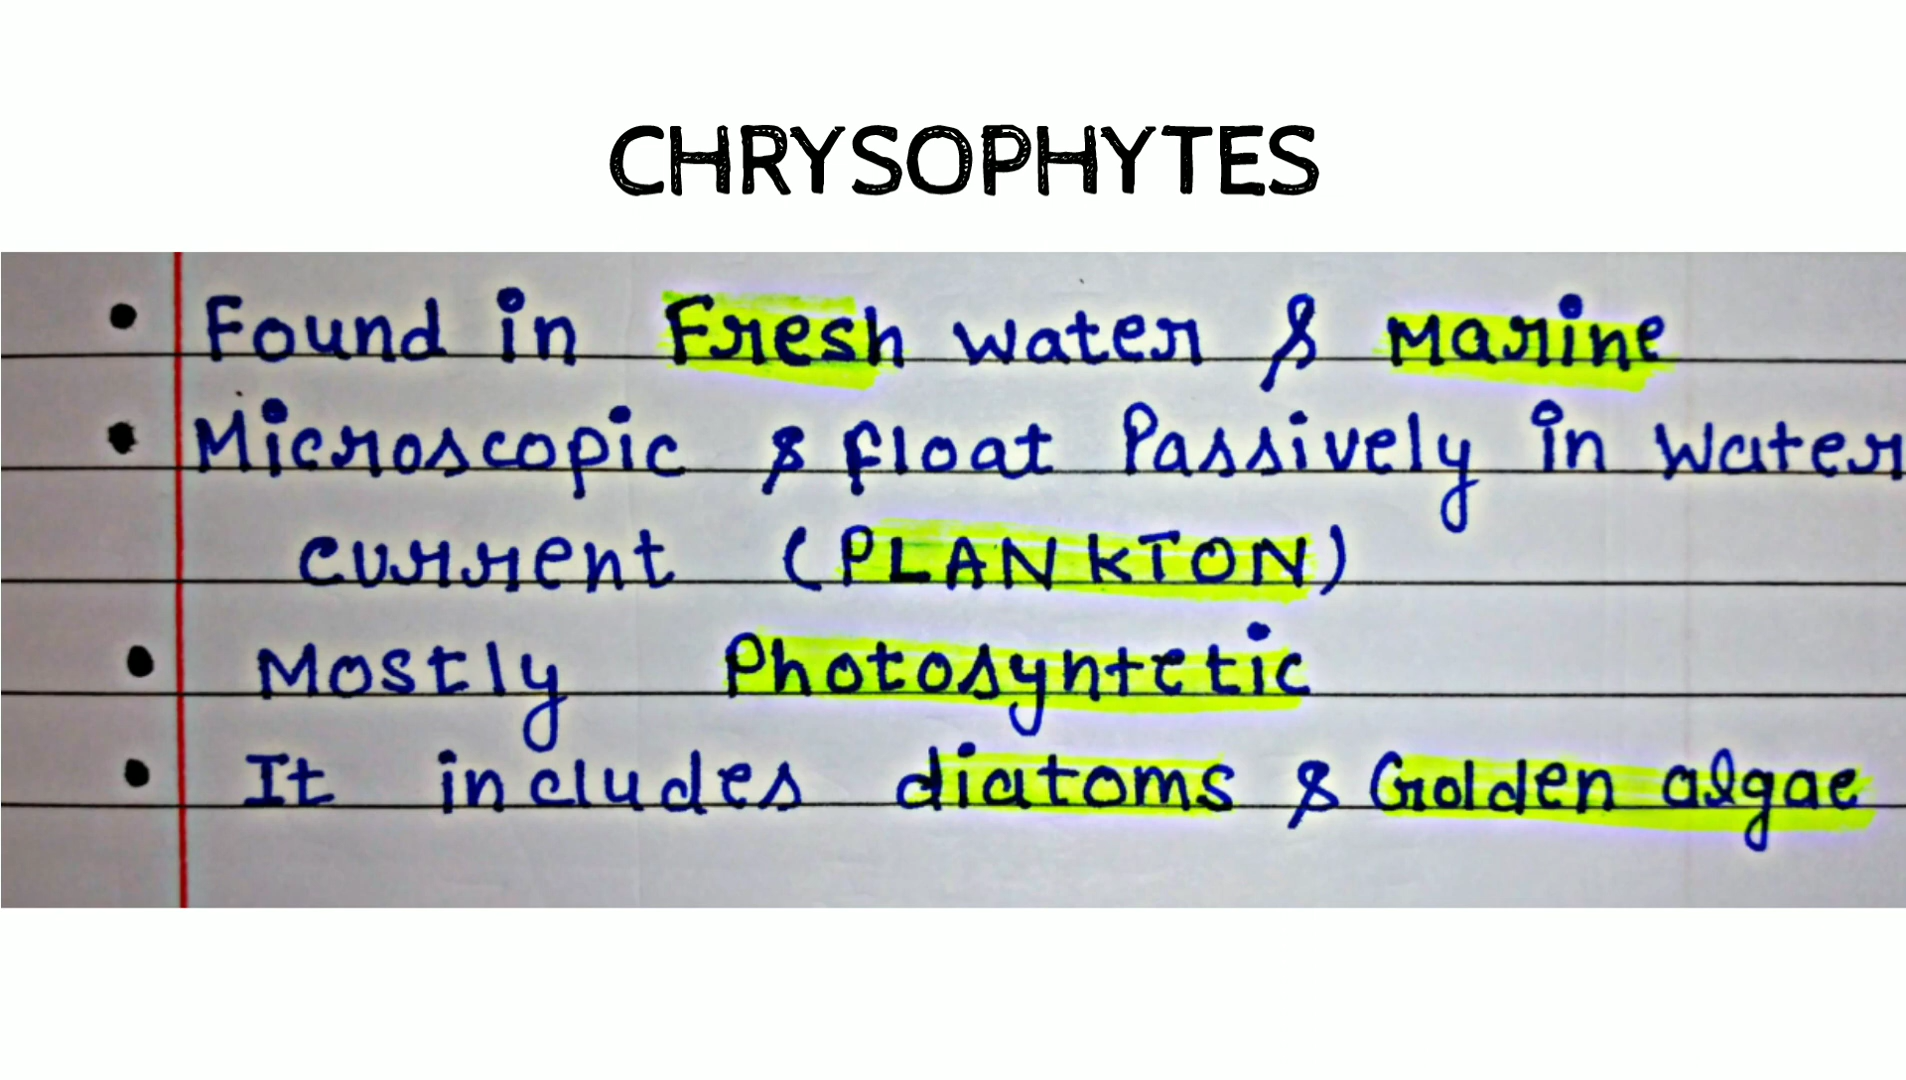 CHRYSOPHYTES
• Found in Fresh water & Marine
• Microscopic & float Passively in Water
current (PLANKTON)
• Mostly Photosyntetic
• It includes diatoms & Golden algae